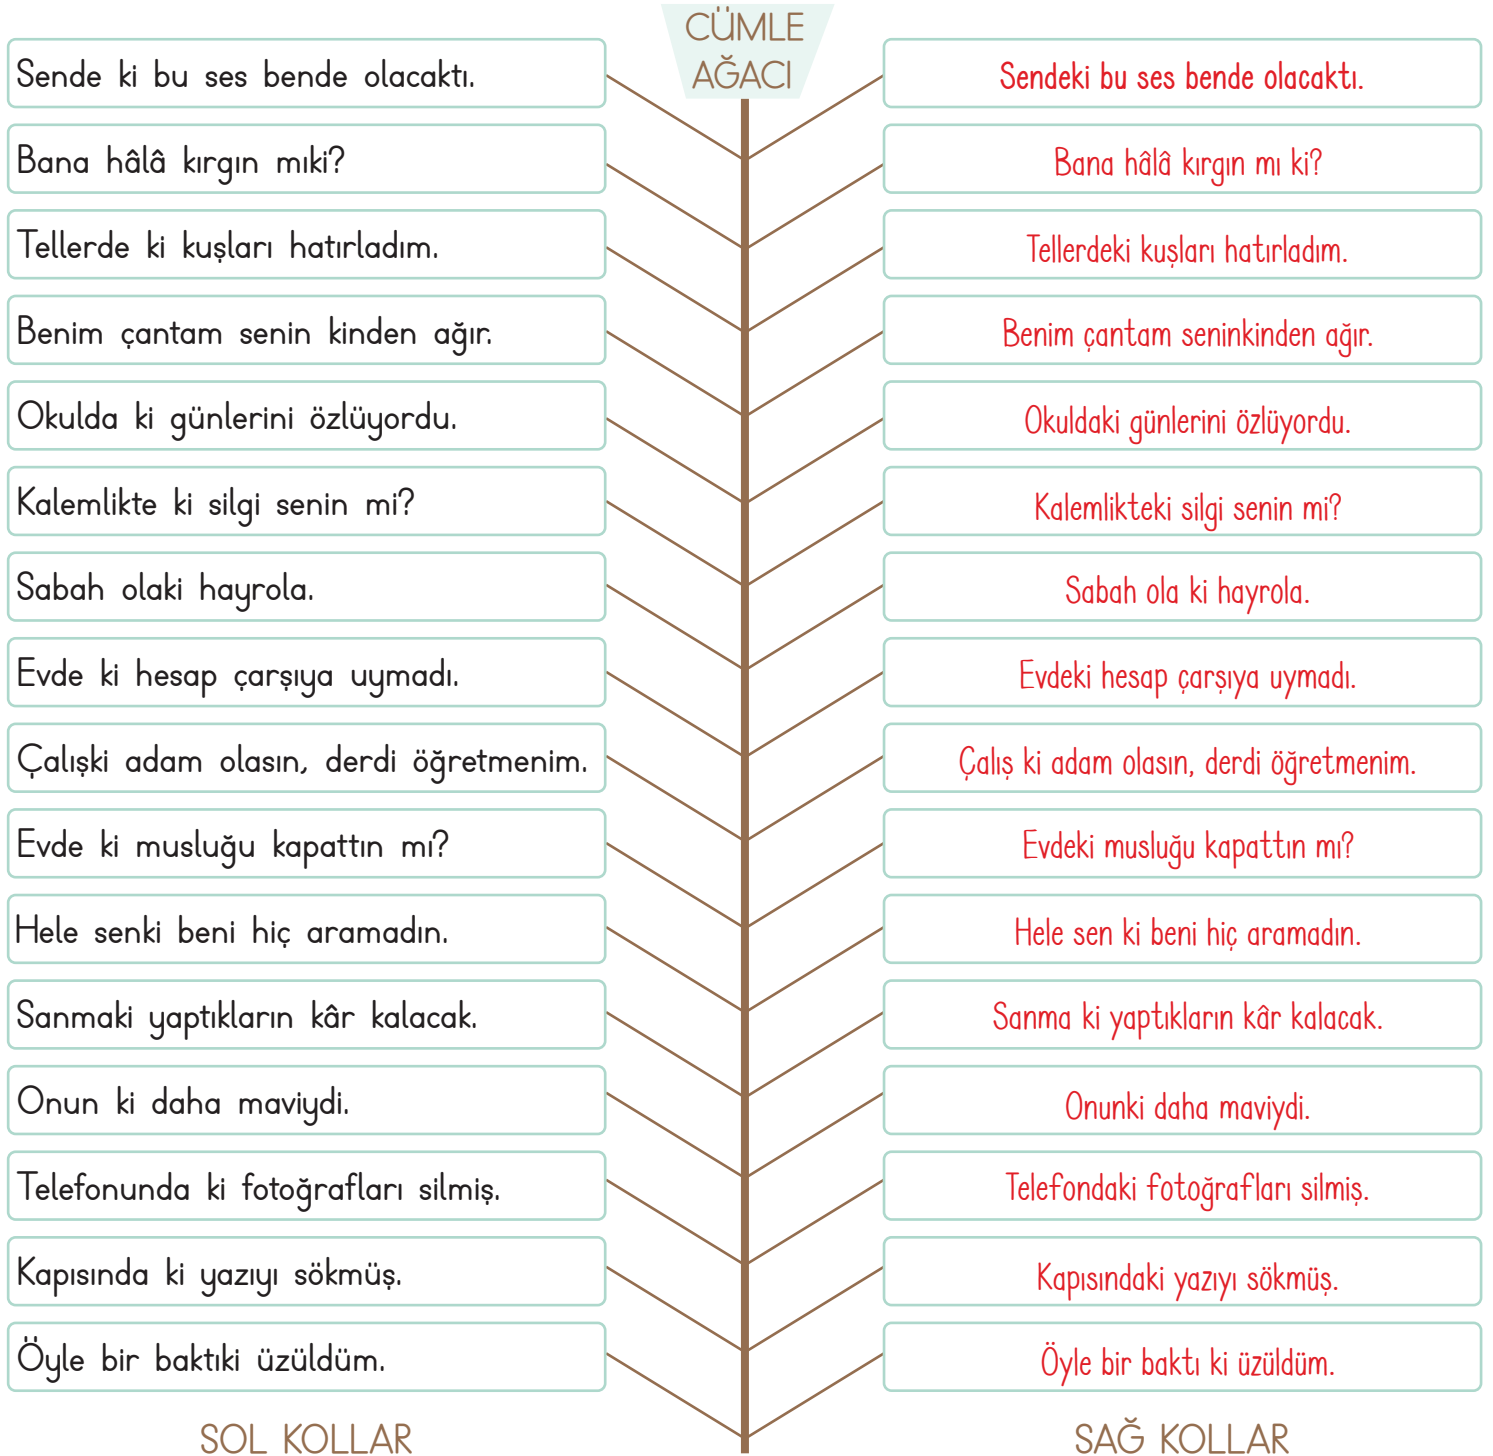 CÜMLE
AĞACI
Sende ki bu ses bende olacaktı.
Sendeki bu ses bende olacaktı.
Bana hâlâ kırgın mıki?
Bana hâlâ kırgın mı ki?
Tellerde ki kuşları hatırladım.
Tellerdeki kuşları hatırladım.
Benim çantam senin kinden ağır.
Benim çantam seninkinden ağır.
Okulda ki günlerini özlüyordu.
Okuldaki günlerini özlüyordu.
Kalemlikte ki silgi senin mi?
Kalemlikteki silgi senin mi?
Sabah olaki hayrola.
Sabah ola ki hayrola.
Evde ki hesap çarşıya uymadı.
Evdeki hesap çarşıya uymadı.
Çalışki adam olasın, derdi öğretmenim.
Çalış ki adam olasın, derdi öğretmenim.
Evde ki musluğu kapattın mı?
Evdeki musluğu kapattın mı?
Hele senki beni hiç aramadın.
Hele sen ki beni hiç aramadın.
Sanmaki yaptıkların kâr kalacak.
Sanma ki yaptıkların kâr kalacak.
Onun ki daha maviydi.
Onunki daha maviydi.
Telefonunda ki fotoğrafları silmiş.
Telefondaki fotoğrafları silmiş.
Kapısında ki yazıyı sökmüş.
Kapısındaki yazıyı sökmüş.
Öyle bir baktıki üzüldüm.
Öyle bir baktı ki üzüldüm.
SOL KOLLAR
SAĞ KOLLAR